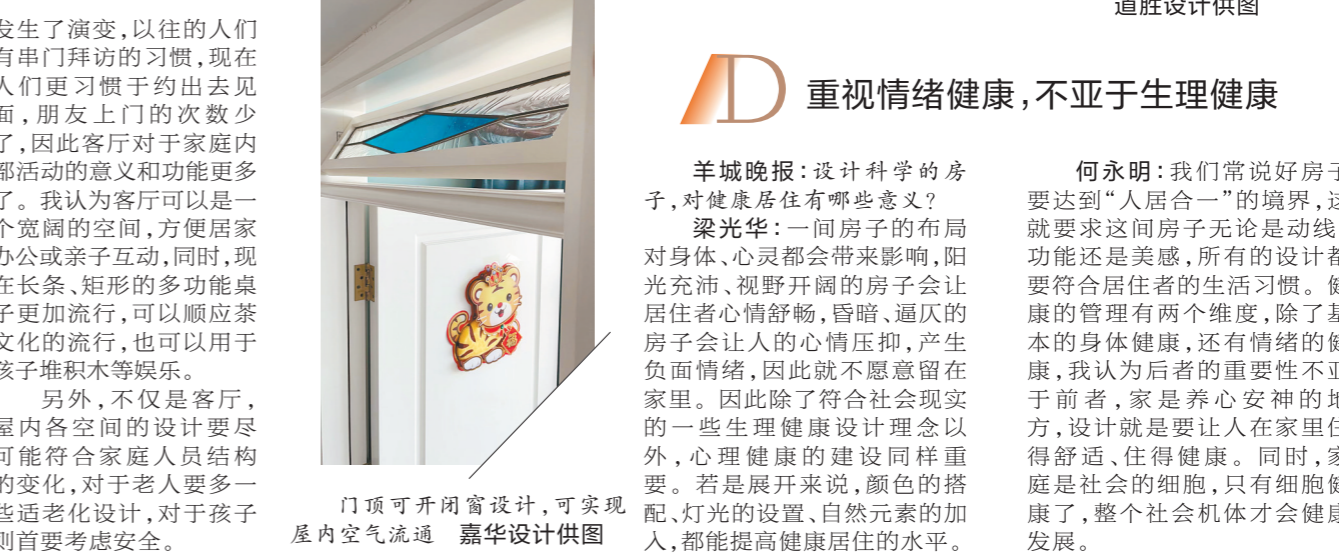 发生了演变，以往的人们
有串门拜访的习惯，现在
人们更习惯于约出去见
面，朋友上门的次数少
了，因此客厅对于家庭内
部活动的意义和功能更多
了。我认为客厅可以是一
个宽阔的空间，方便居家
办公或亲子互动，同时，现
在长条、矩形的多功能桌
子更加流行，可以顺应茶
文化的流行，也可以用于
孩子堆积木等娱乐。
另外，不仅是客厅，
屋内各空间的设计要尽
可能符合家庭人员结构
的变化，对于老人要多一
些适老化设计，对于孩子
则首要考虑安全。
门顶可开闭窗设计，可实现
屋内空气流通 嘉华设计供图
道胜设计供图
D 重视情绪健康，不亚于生理健康
羊城晚报：设计科学的房
子，对健康居住有哪些意义？
梁光华：一间房子的布局
对身体、心灵都会带来影响，阳
光充沛、视野开阔的房子会让
居住者心情舒畅，昏暗、逼仄的
房子会让人的心情压抑，产生
负面情绪，因此就不愿意留在
家里。因此除了符合社会现实
的一些生理健康设计理念以
外，心理健康的建设同样重
要。若是展开来说，颜色的搭
配、灯光的设置、自然元素的加
入，都能提高健康居住的水平。
何永明：我们常说好房子
要达到“人居合一”的境界，这
就要求这间房子无论是动线、
功能还是美感，所有的设计都
要符合居住者的生活习惯。健
康的管理有两个维度，除了基
本的身体健康，还有情绪的健
康，我认为后者的重要性不亚
于前者，家是养心安神的地
方，设计就是要让人在家里住
得舒适、住得健康。同时，家
庭是社会的细胞，只有细胞健
康了，整个社会机体才会健康
发展。